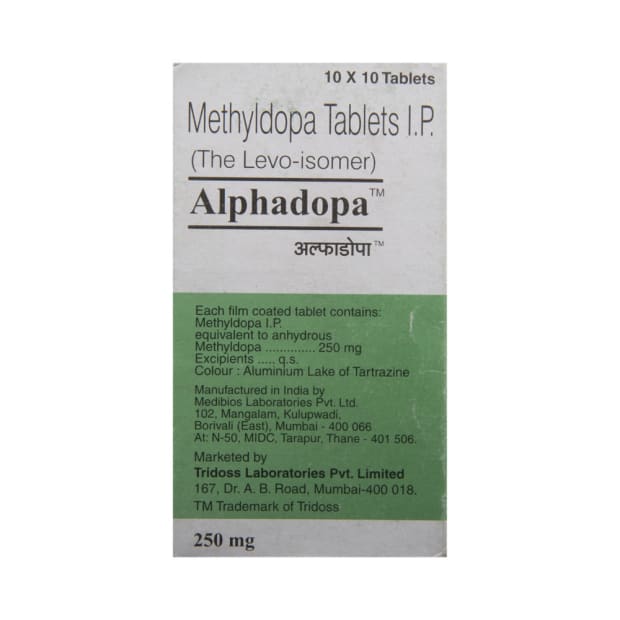 10 X 10 Tablets
Methyldopa Tablets I.P.
(The Levo-isomer)
Alphadopa™
अल्फाडोपा™
Each film coated tablet contains:
Methyldopa I.P.
equivalent to anhydrous
Methyldopa .............. 250 mg
Excipients ..... q.s.
Colour : Aluminium Lake of Tartrazine
Manufactured in India by
Medibios Laboratories Pvt. Ltd.
102, Mangalam, Kulupwadi,
Borivali (East), Mumbai - 400 066
At: N-50, MIDC, Tarapur, Thane - 401 506.
Marketed by
Tridoss Laboratories Pvt. Limited
167, Dr. A. B. Road, Mumbai-400 018.
TM Trademark of Tridoss
250 mg